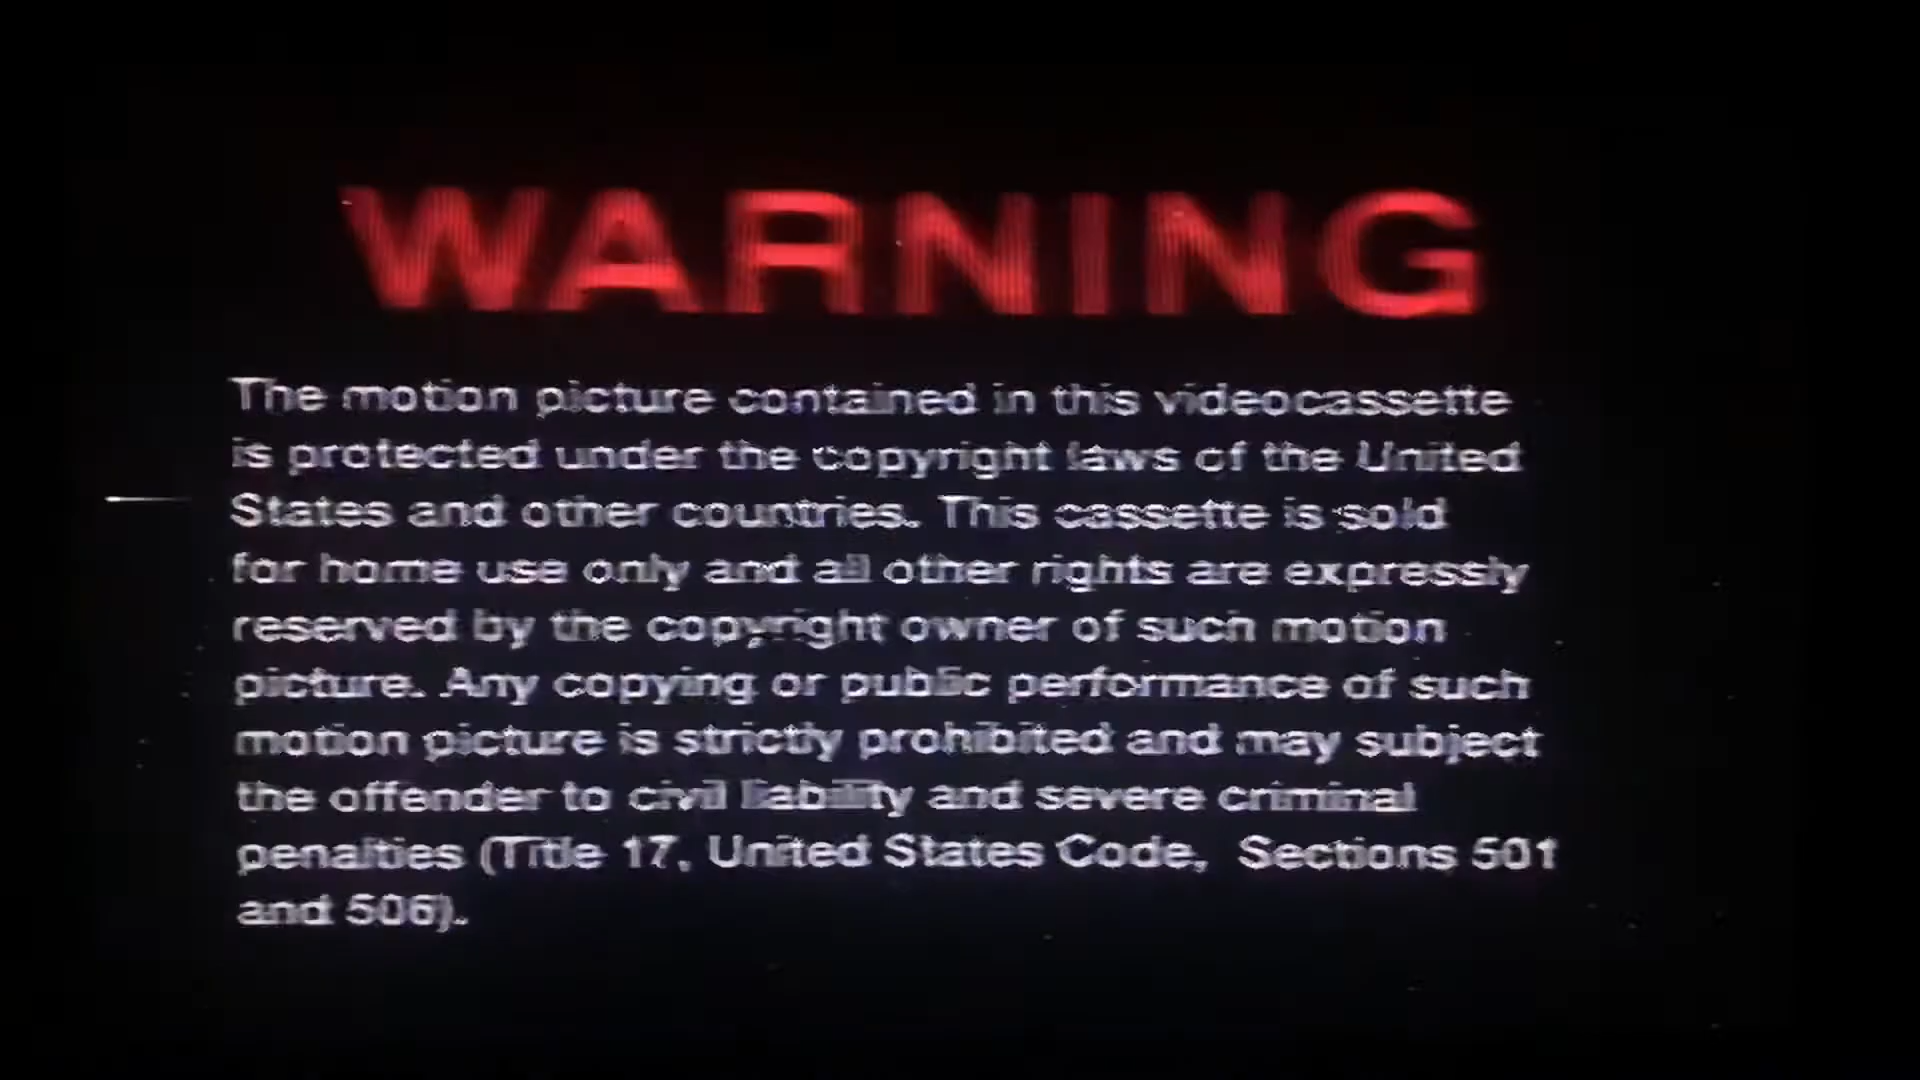 WARNING
The motion picture contained in this videocassette
is protected under the copyright laws of the United
States and other countries. This cassette is sold
for home use only and all other rights are expressly
reserved by the copyright owner of such motion
picture. Any copying or public performance of such
motion picture is strictly prohibited and may subject
the offender to civil liability and severe criminal
penalties (Title 17, United States Code, Sections 501
and 506).